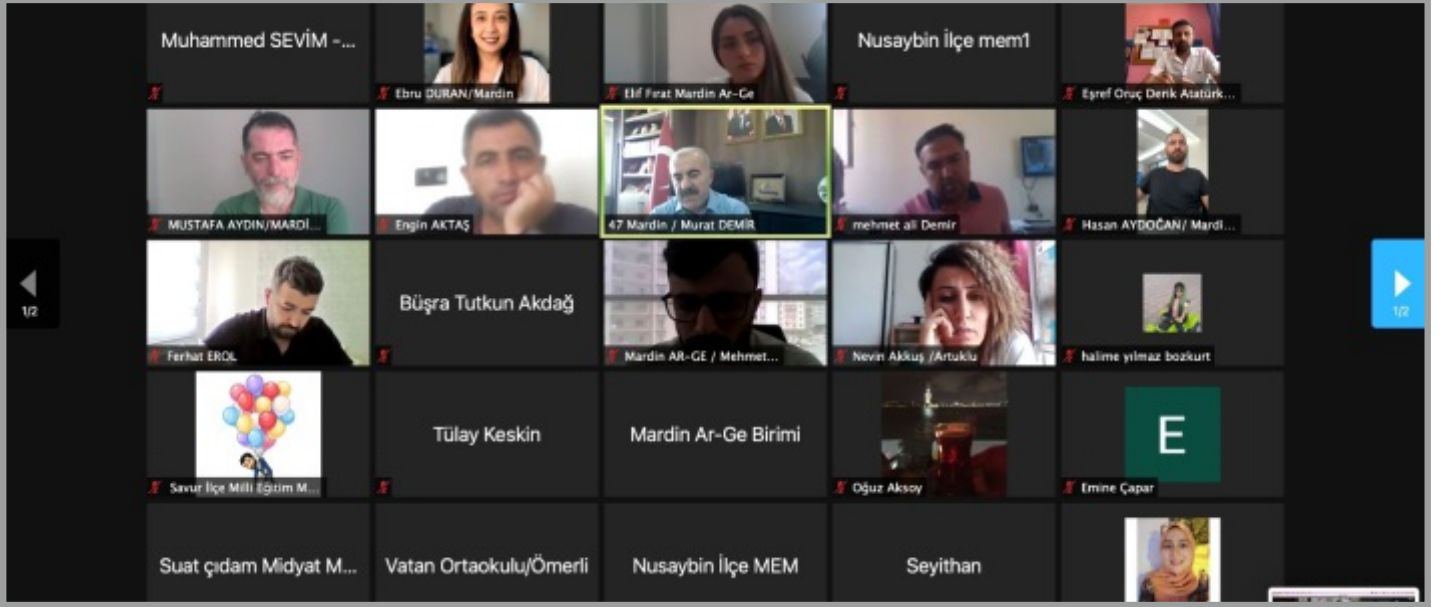 Muhammed SEVİM -...
Ebru DURAN/Mardin
Elif Fırat Mardin Ar-Ge
Nusaybin İlçe mem1
Eşref Oruç Derik Atatürk...
MUSTAFA AYDIN/MARDİ...
Engin AKTAŞ
47 Mardin / Murat DEMİR
mehmet ali Demir
Hasan AYDOĞAN/ Mardi...
1/2
Ferhat EROL
Büşra Tutkun Akdağ
Mardin AR-GE / Mehmet...
Nevin Akkuş /Artuklu
halime yılmaz bozkurt
1/2
Savur İlçe Milli Eğitim M...
Tülay Keskin
Mardin Ar-Ge Birimi
Oğuz Aksoy
E
Emine Çapar
Suat çıdam Midyat M...
Vatan Ortaokulu/Ömerli
Nusaybin İlçe MEM
Seyithan